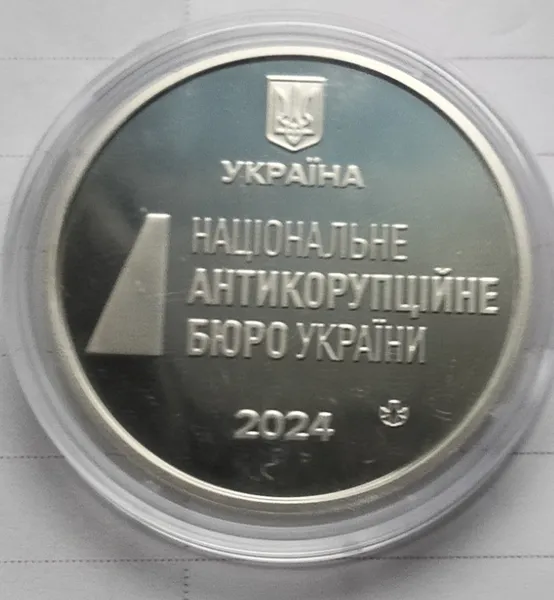 УКРАЇНА
НАЦІОНАЛЬНЕ
АНТИКОРУПЦІЙНЕ
БЮРО УКРАЇНИ
2024